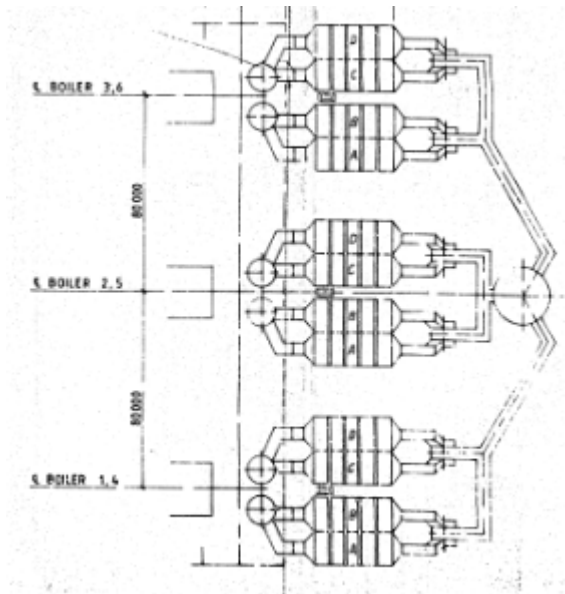 D
C
℄ BOILER 3,6
B
A
80.000
D
C
℄ BOILER 2,5
B
A
80.000
D
C
℄ BOILER 1,4
B
A